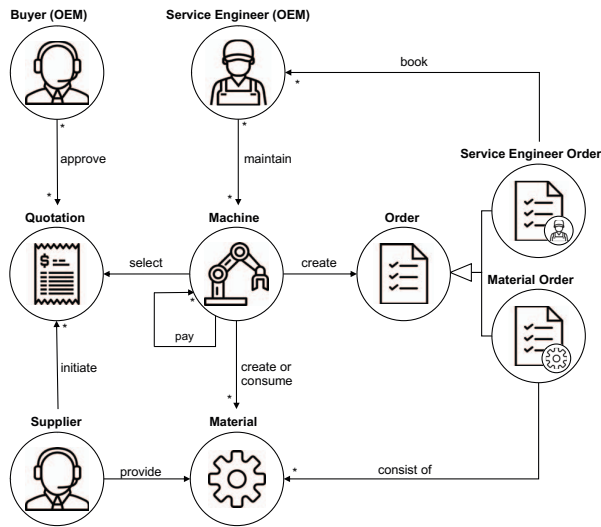 Buyer (OEM)
Service Engineer (OEM)
book
*
*
*
approve
maintain
Service Engineer Order
*
*
Quotation
Machine
Order
$
select
create
Material Order
*
*
pay
initiate
create or
consume
*
Supplier
Material
provide
*
consist of